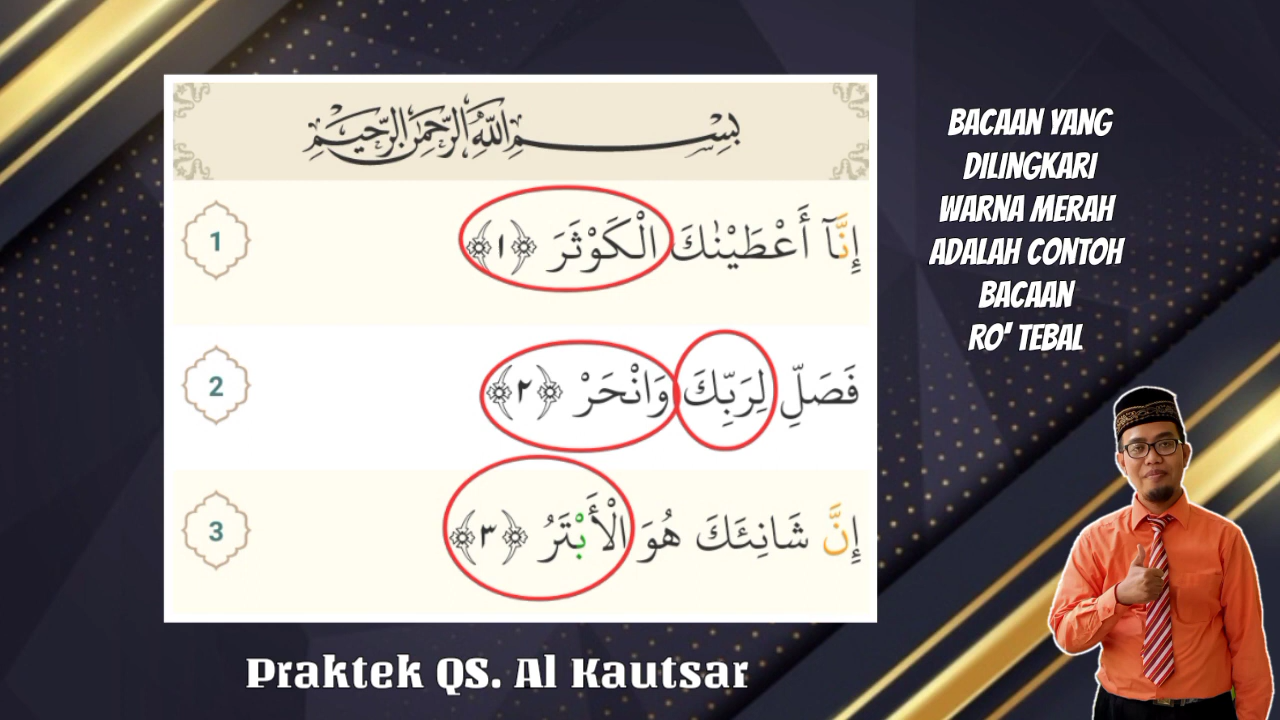 بِسْمِ اللّٰهِ الرَّحْمٰنِ الرَّحِيْمِ
1
إِنَّآ أَعْطَيْنٰكَ الْكَوْثَرَ ﴿١﴾
2
فَصَلِّ لِرَبِّكَ وَانْحَرْ ﴿٢﴾
3
إِنَّ شَانِئَكَ هُوَ الْأَبْتَرُ ﴿٣﴾
Praktek QS. Al Kautsar
BACAAN YANG
DILINGKARI
WARNA MERAH
ADALAH CONTOH
BACAAN
RO' TEBAL